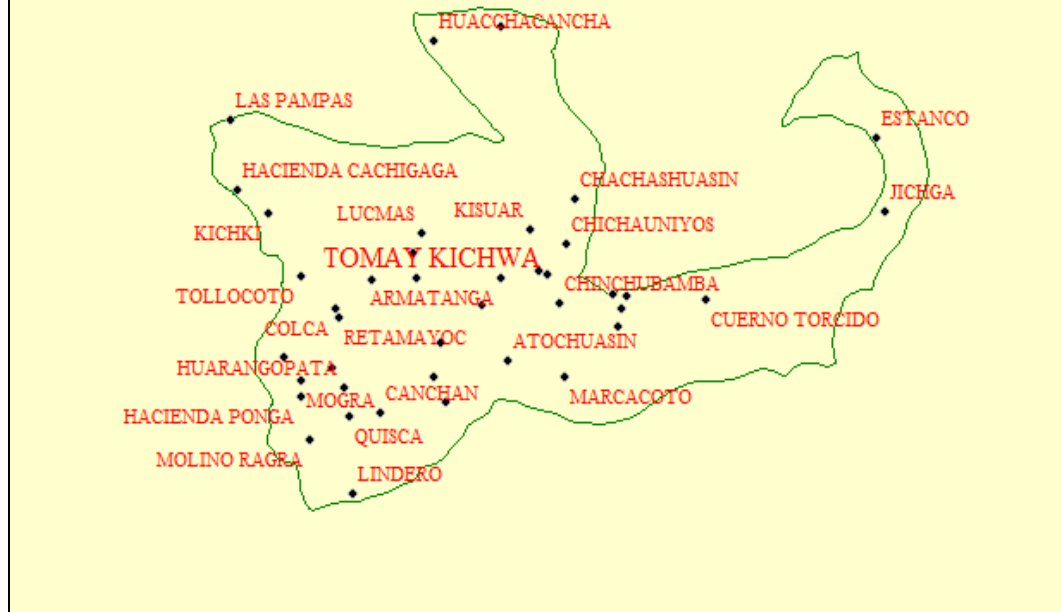 HUACCHACANCHA
LAS PAMPAS
ESTANCO
HACIENDA CACHIGAGA
CHACHASHUASIN
JICHGA
LUCMAS
KISUAR
CHICHAUNIYOS
KICHKI
TOMAY KICHWA
CHINCHUBAMBA
TOLLOCOTO
ARMATANGA
CUERNO TORCIDO
COLCA
RETAMAYOC
ATOCHUASIN
HUARANGOPATA
CANCHAN
MARCACOTO
MOGRA
HACIENDA PONGA
QUISCA
MOLINO RAGRA
LINDERO